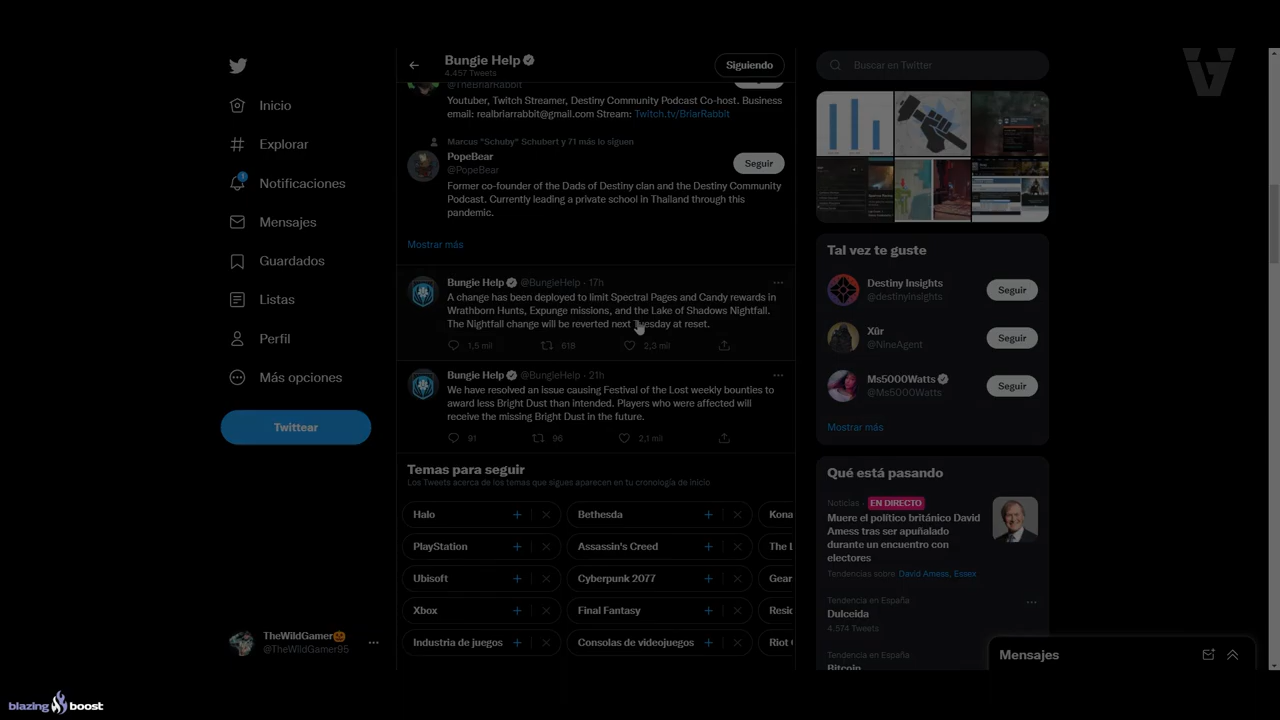 Inicio
Explorar
1
Notificaciones
Mensajes
Guardados
Listas
Perfil
Más opciones
Twittear
TheWildGamer🎃
@TheWildGamer95
Bungie Help
4.457 Tweets
Siguiendo
@TheBriarRabbit
Youtuber, Twitch Streamer, Destiny Community Podcast Co-host. Business
email: realbriarrabbit@gmail.com Stream: Twitch.tv/BriarRabbit
Marcus "Schuby" Schubert y 71 más lo siguen
PopeBear
@PopeBear
Seguir
Former co-founder of the Dads of Destiny clan and the Destiny Community
Podcast. Currently leading a private school in Thailand through this
pandemic.
Mostrar más
Bungie Help @BungieHelp · 17h
A change has been deployed to limit Spectral Pages and Candy rewards in
Wrathborn Hunts, Expunge missions, and the Lake of Shadows Nightfall.
The Nightfall change will be reverted next Tuesday at reset.
1,5 mil 618 2,3 mil
Bungie Help @BungieHelp · 21h
We have resolved an issue causing Festival of the Lost weekly bounties to
award less Bright Dust than intended. Players who were affected will
receive the missing Bright Dust in the future.
91 96 2,1 mil
Temas para seguir
Los Tweets acerca de los temas que sigues aparecen en tu cronología de inicio
Halo Bethesda Kona
PlayStation Assassin's Creed The L
Ubisoft Cyberpunk 2077 Gear
Xbox Final Fantasy Resi
Industria de juegos Consolas de videojuegos Riot
Buscar en Twitter
Tal vez te guste
Destiny Insights
@destinyinsights
Seguir
Xûr
@NineAgent
Seguir
Ms5000Watts
@Ms5000Watts
Seguir
Mostrar más
Qué está pasando
Noticias · EN DIRECTO
Muere el político británico David
Amess tras ser apuñalado
durante un encuentro con
electores
Tendencias sobre David Amess, Essex
Tendencia en España
Dulceida
4.574 Tweets
Tendencia en España
Bitcoin
Mensajes
blazing boost